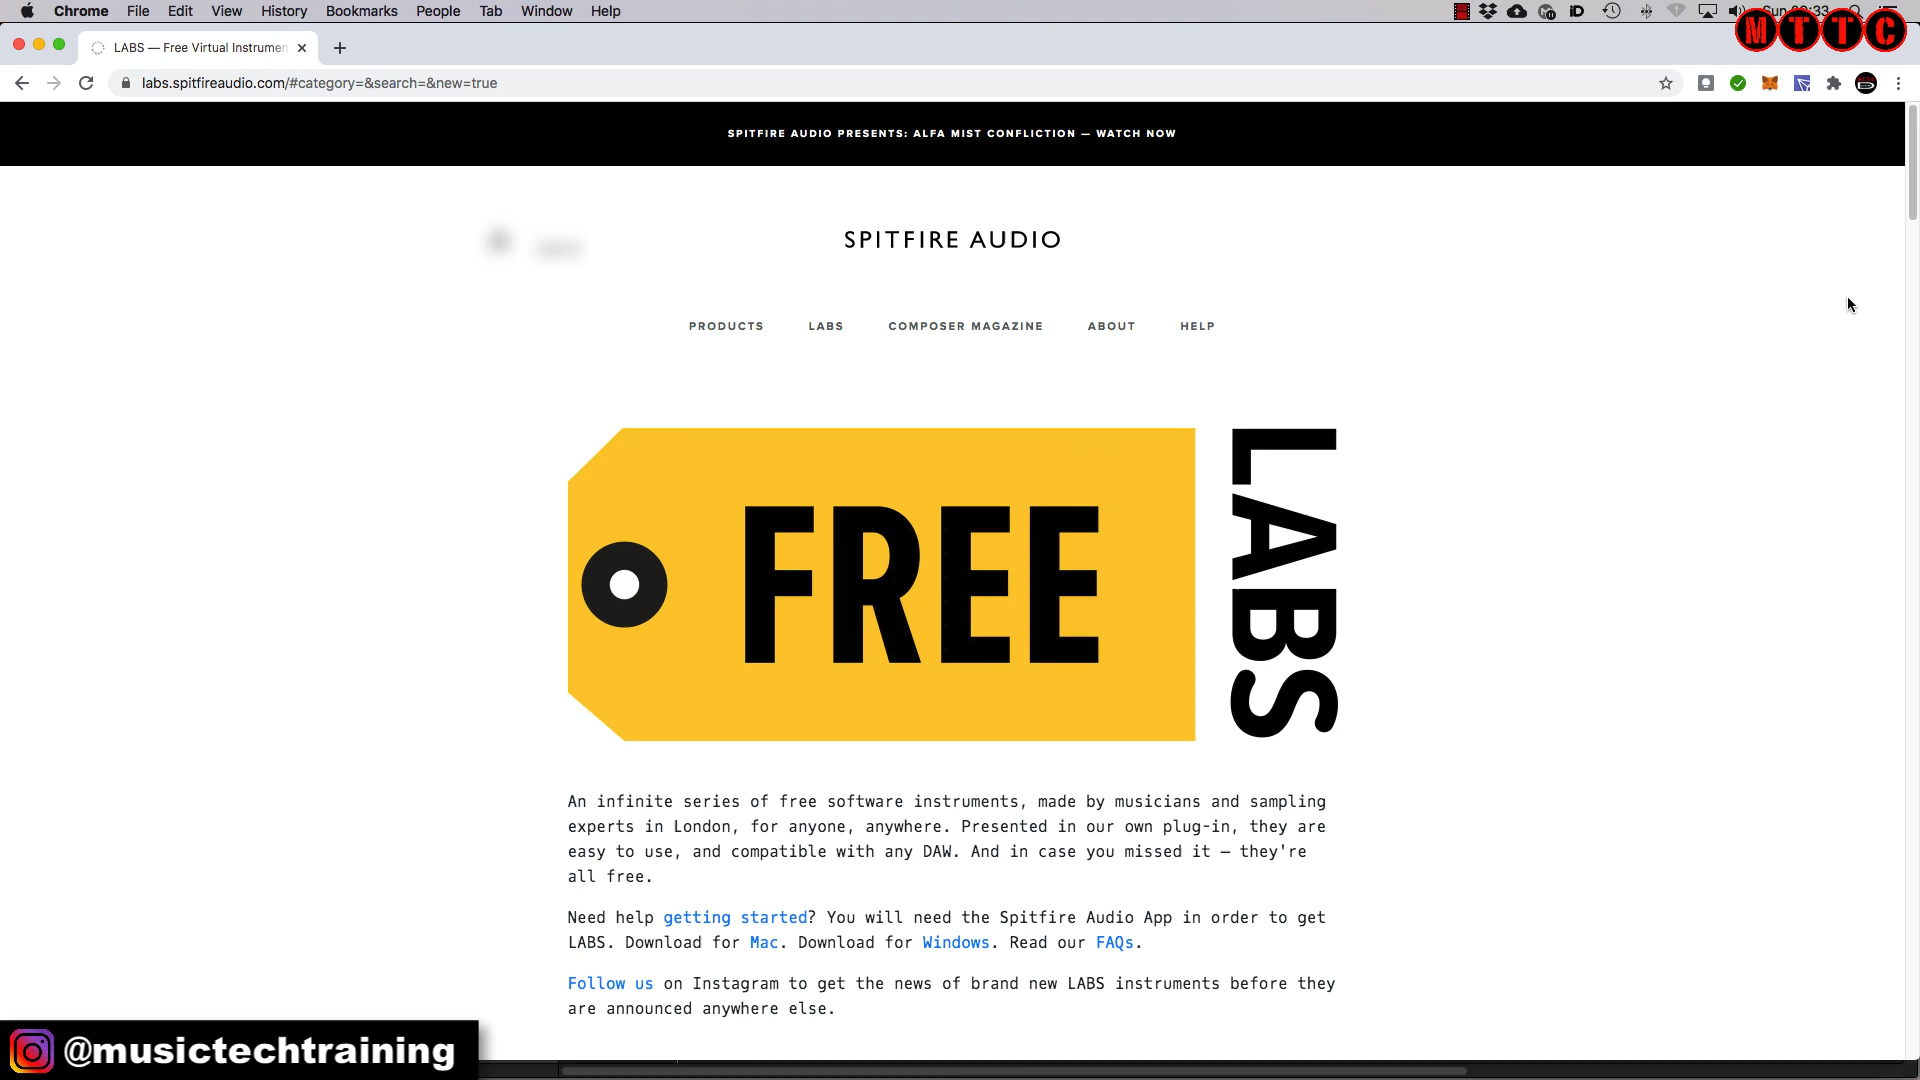 Chrome File Edit View History Bookmarks People Tab Window Help
MTTC
LABS — Free Virtual Instrumen
labs.spitfireaudio.com/#category=&search=&new=true
SPITFIRE AUDIO PRESENTS: ALFA MIST CONFLICTION — WATCH NOW
SPITFIRE AUDIO
PRODUCTS LABS COMPOSER MAGAZINE ABOUT HELP
FREE
LABS
An infinite series of free software instruments, made by musicians and sampling
experts in London, for anyone, anywhere. Presented in our own plug-in, they are
easy to use, and compatible with any DAW. And in case you missed it — they're
all free.
Need help getting started? You will need the Spitfire Audio App in order to get
LABS. Download for Mac. Download for Windows. Read our FAQs.
Follow us on Instagram to get the news of brand new LABS instruments before they
are announced anywhere else.
@musictechtraining